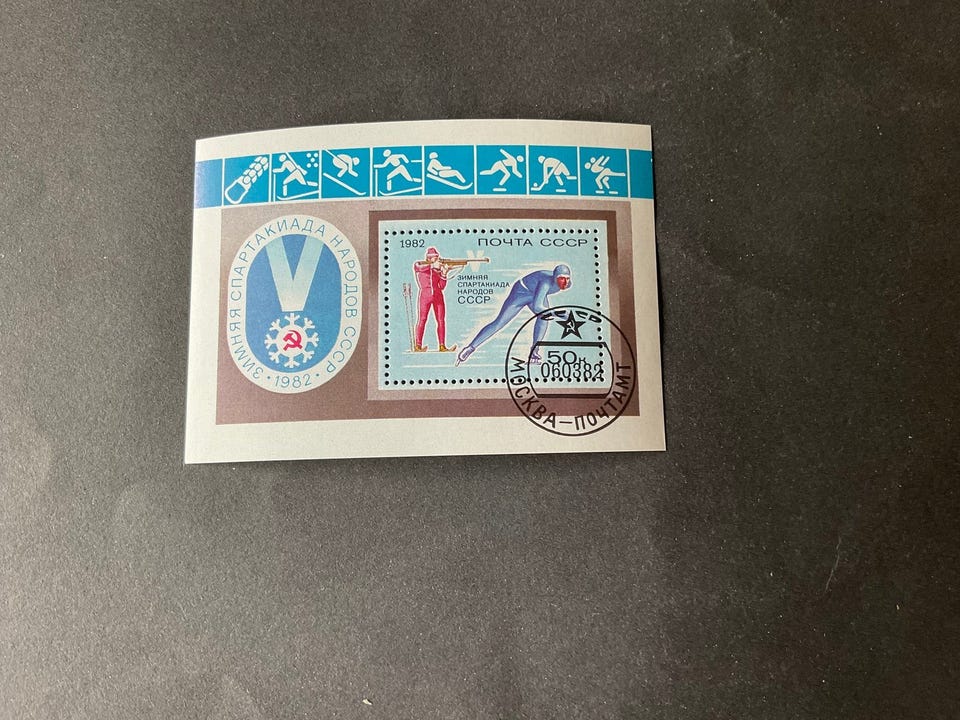 ЗИМНЯЯ СПАРТАКИАДА НАРОДОВ СССР
• 1982 •
V
1982 ПОЧТА СССР
V
ЗИМНЯЯ
СПАРТАКИАДА
НАРОДОВ
СССР
50к
060382
МОСКВА—ПОЧТАМТ